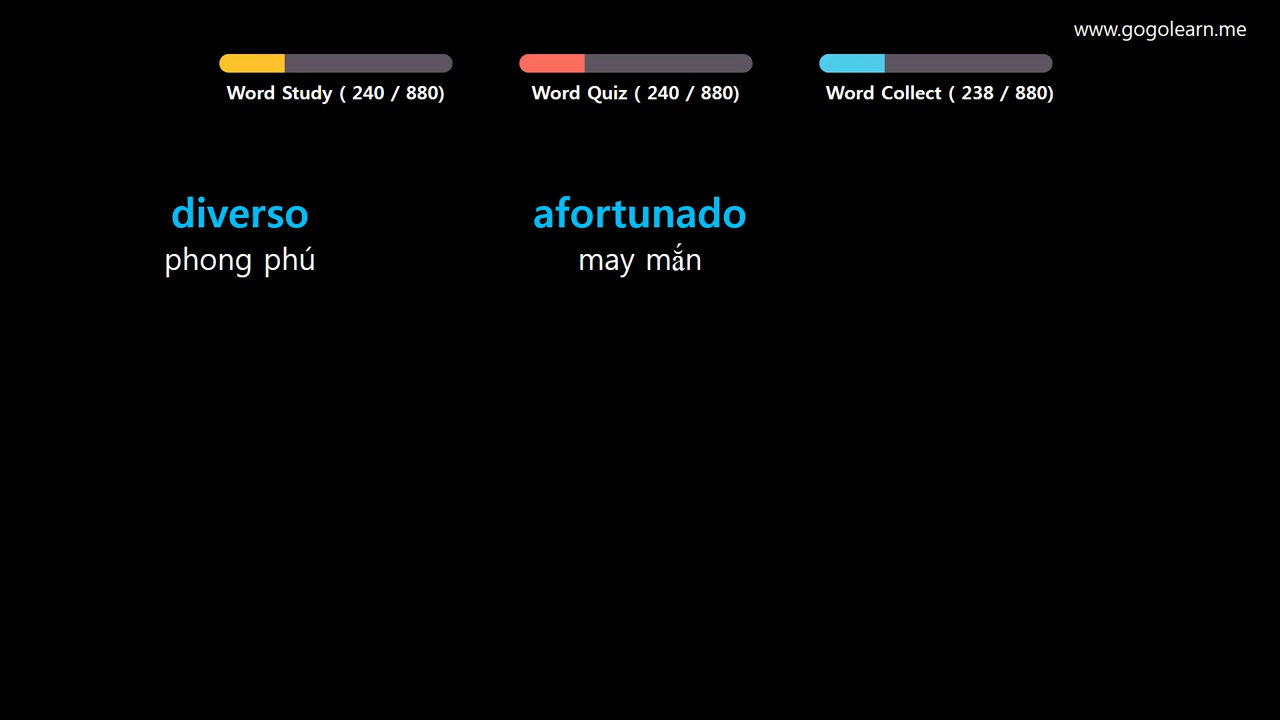 www.gogolearn.me
Word Study ( 240 / 880)
Word Quiz ( 240 / 880)
Word Collect ( 238 / 880)
diverso
phong phú
afortunado
may mắn